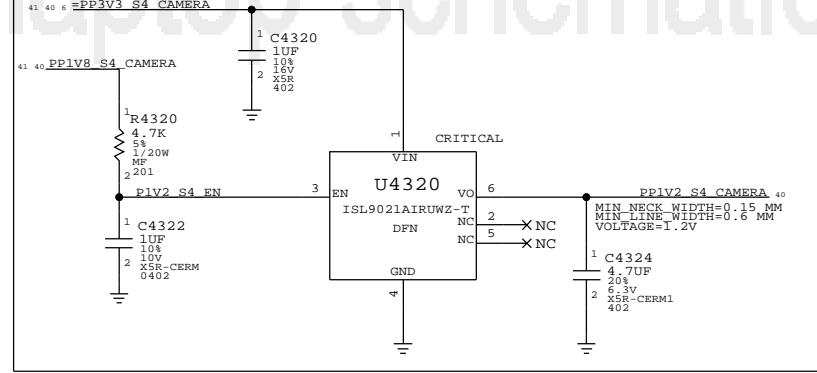 laptop schematic
41 40 6 =PP3V3_S4_CAMERA
1 C4320
1UF
10%
16V
2 X5R
402
41 40 PP1V8_S4_CAMERA
1
R4320
4.7K
5%
1/20W
MF
2 201
P1V2_S4_EN
1 C4322
1UF
10%
10V
2 X5R-CERM
0402
CRITICAL
1
VIN
U4320
ISL9021AIRUWZ-T
DFN
3 EN
VO 6
NC 2 NC
NC 5 NC
GND
4
PP1V2_S4_CAMERA 40
MIN_NECK_WIDTH=0.15 MM
MIN_LINE_WIDTH=0.6 MM
VOLTAGE=1.2V
1 C4324
4.7UF
20%
6.3V
2 X5R-CERM1
402